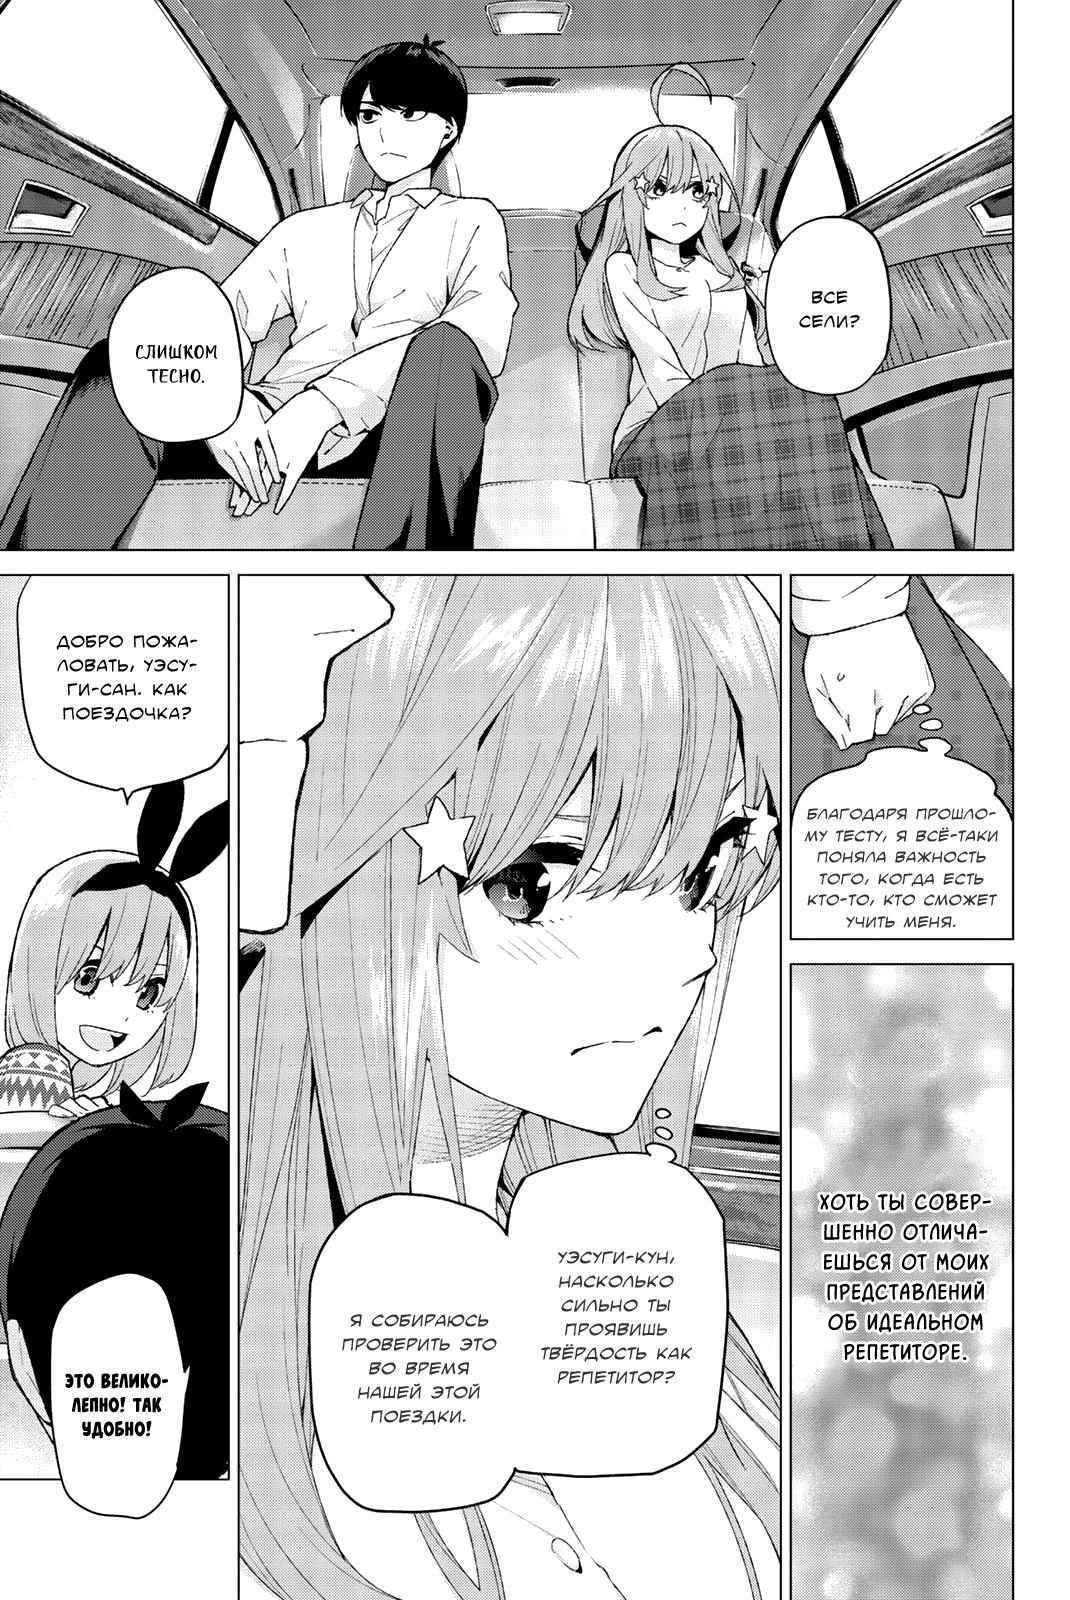 ВСЕ
СЕЛИ?
СЛИШКОМ
ТЕСНО.
БЛАГОДАРЯ ПРОШЛО-
МУ ТЕСТУ, Я ВСЁ-ТАКИ
ПОНЯЛА ВАЖНОСТЬ
ТОГО, КОГДА ЕСТЬ
КТО-ТО, КТО СМОЖЕТ
УЧИТЬ МЕНЯ.
ХОТЬ ТЫ СОВЕР-
ШЕННО ОТЛИЧА-
ЕШЬСЯ ОТ МОИХ
ПРЕДСТАВЛЕНИЙ
ОБ ИДЕАЛЬНОМ
РЕПЕТИТОРЕ.
УЭСУГИ-КУН,
НАСКОЛЬКО
СИЛЬНО ТЫ
ПРОЯВИШЬ
ТВЁРДОСТЬ КАК
РЕПЕТИТОР?
Я СОБИРАЮСЬ
ПРОВЕРИТЬ ЭТО
ВО ВРЕМЯ
НАШЕЙ ЭТОЙ
ПОЕЗДКИ.
ДОБРО ПОЖА-
ЛОВАТЬ, УЭСУ-
ГИ-САН. КАК
ПОЕЗДОЧКА?
ЭТО ВЕЛИКО-
ЛЕПНО! ТАК
УДОБНО!